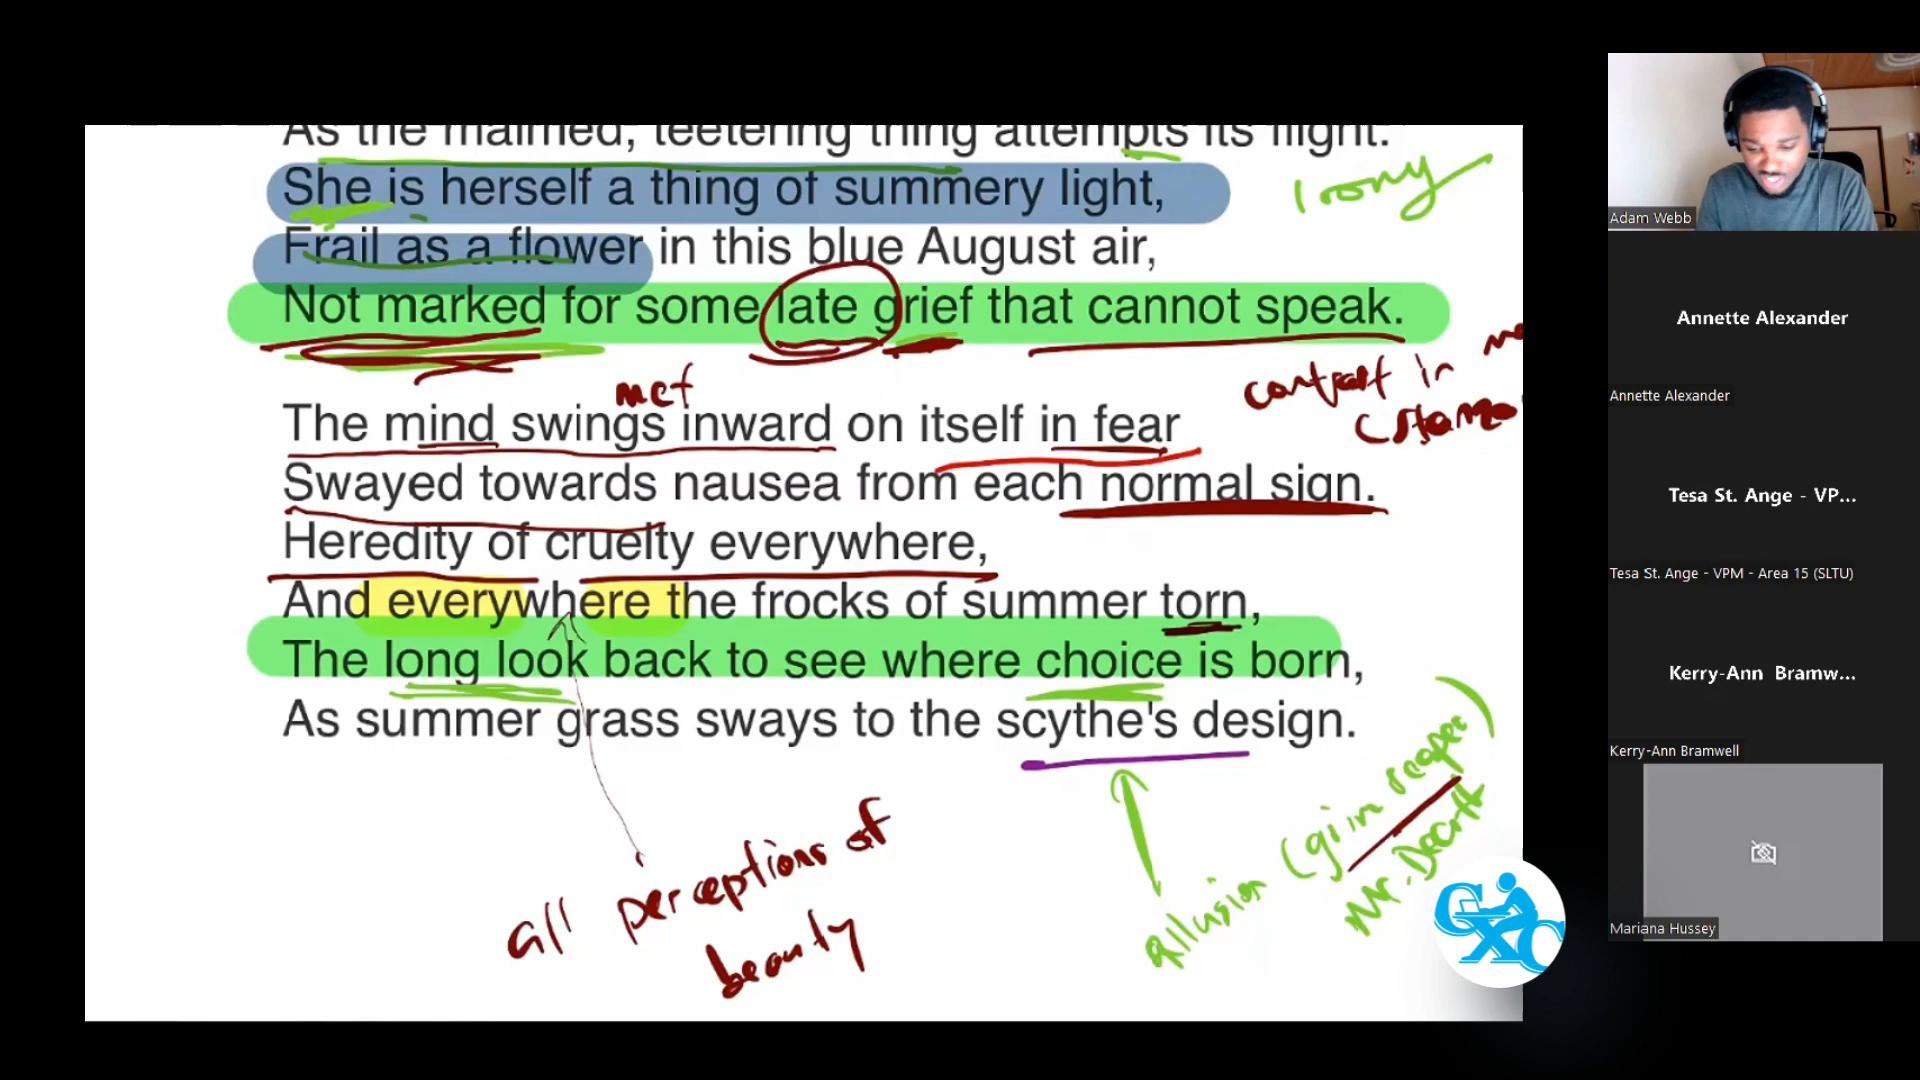 As the maimed, teetering thing attempts its flight.
She is herself a thing of summery light,
Irony
Frail as a flower in this blue August air,
Not marked for some late grief that cannot speak.
met
contrast in
(stanza
The mind swings inward on itself in fear
Swayed towards nausea from each normal sign.
Heredity of cruelty everywhere,
And everywhere the frocks of summer torn,
The long look back to see where choice is born,
As summer grass sways to the scythe's design.
all perceptions of
beauty
allusion (grim reaper)
Mr. Death
CXC
Adam Webb
Annette Alexander
Annette Alexander
Tesa St. Ange - VP...
Tesa St. Ange - VPM - Area 15 (SLTU)
Kerry-Ann Bramw...
Kerry-Ann Bramwell
Mariana Hussey